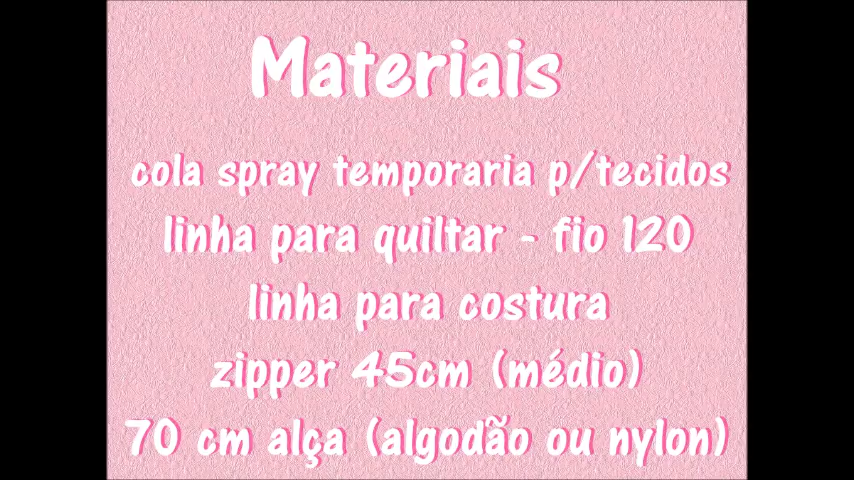 Materiais
cola spray temporaria p/tecidos
linha para quiltar - fio 120
linha para costura
zipper 45cm (médio)
70 cm alça (algodão ou nylon)